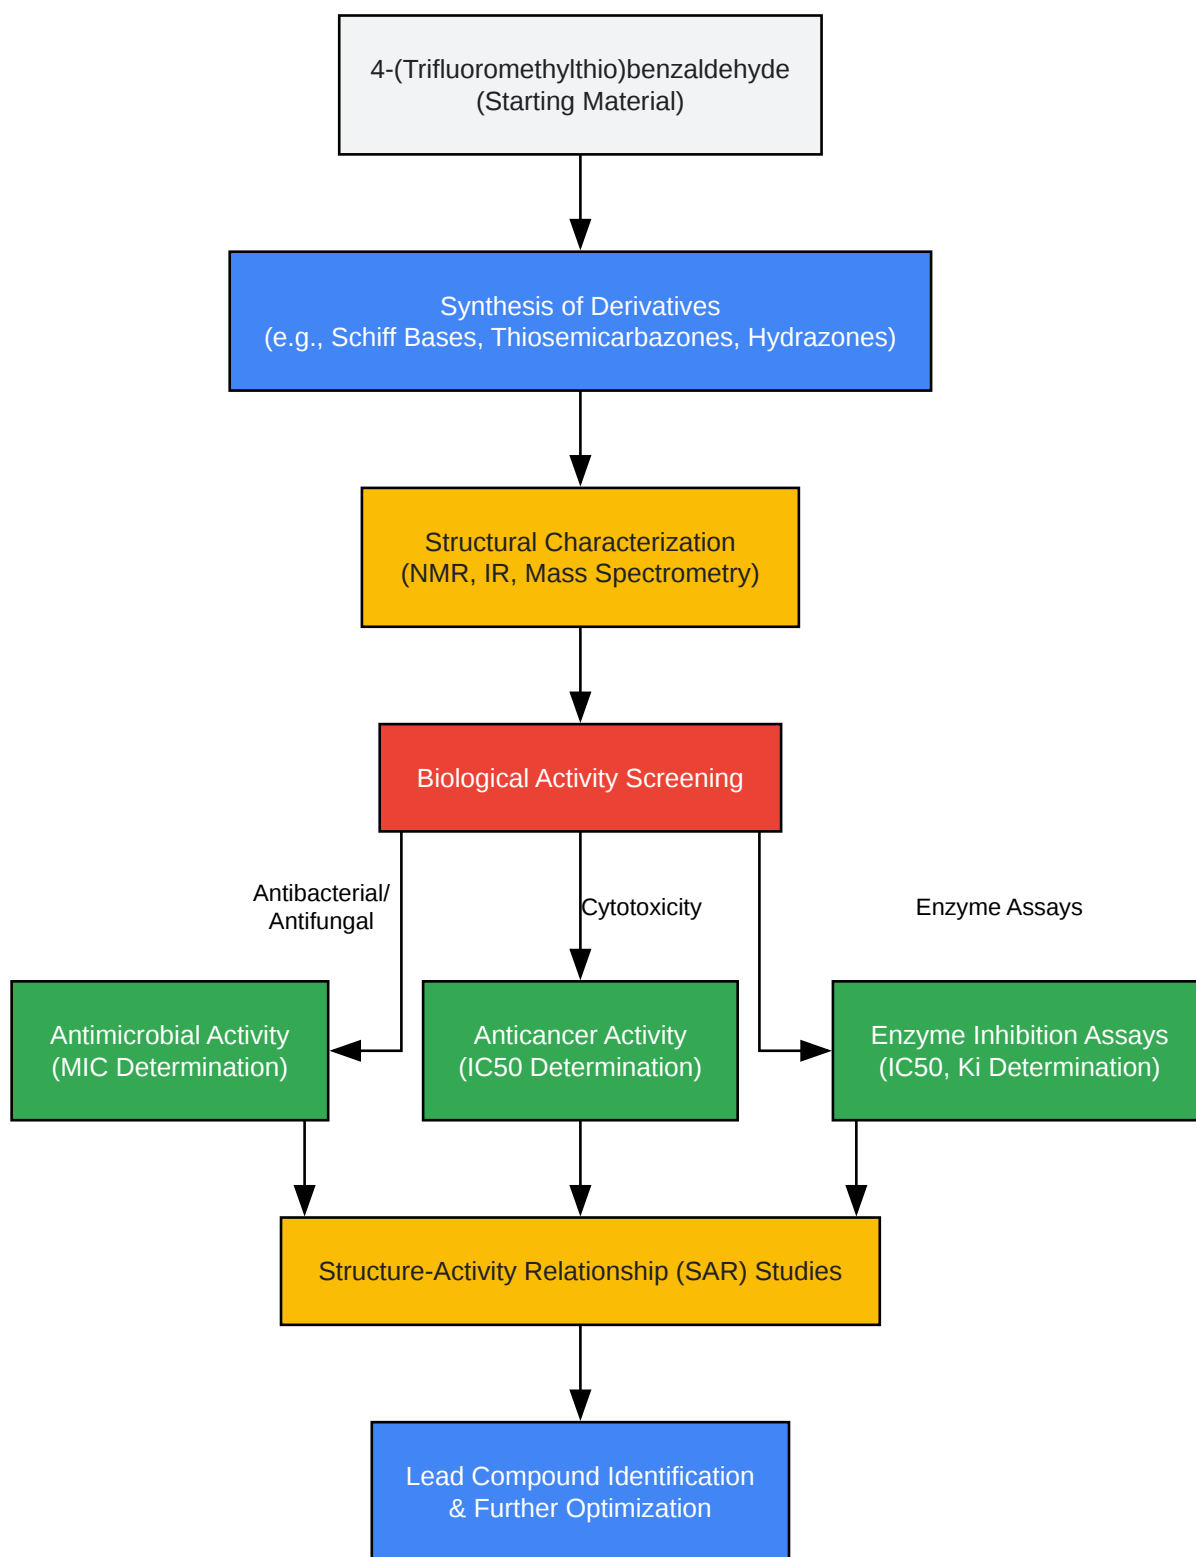 4-(Trifluoromethylthio)benzaldehyde
(Starting Material)
Synthesis of Derivatives
(e.g., Schiff Bases, Thiosemicarbazones, Hydrazones)
Structural Characterization
(NMR, IR, Mass Spectrometry)
Biological Activity Screening
Antibacterial/
Antifungal
Cytotoxicity
Enzyme Assays
Antimicrobial Activity
(MIC Determination)
Anticancer Activity
(IC50 Determination)
Enzyme Inhibition Assays
(IC50, Ki Determination)
Structure-Activity Relationship (SAR) Studies
Lead Compound Identification
& Further Optimization